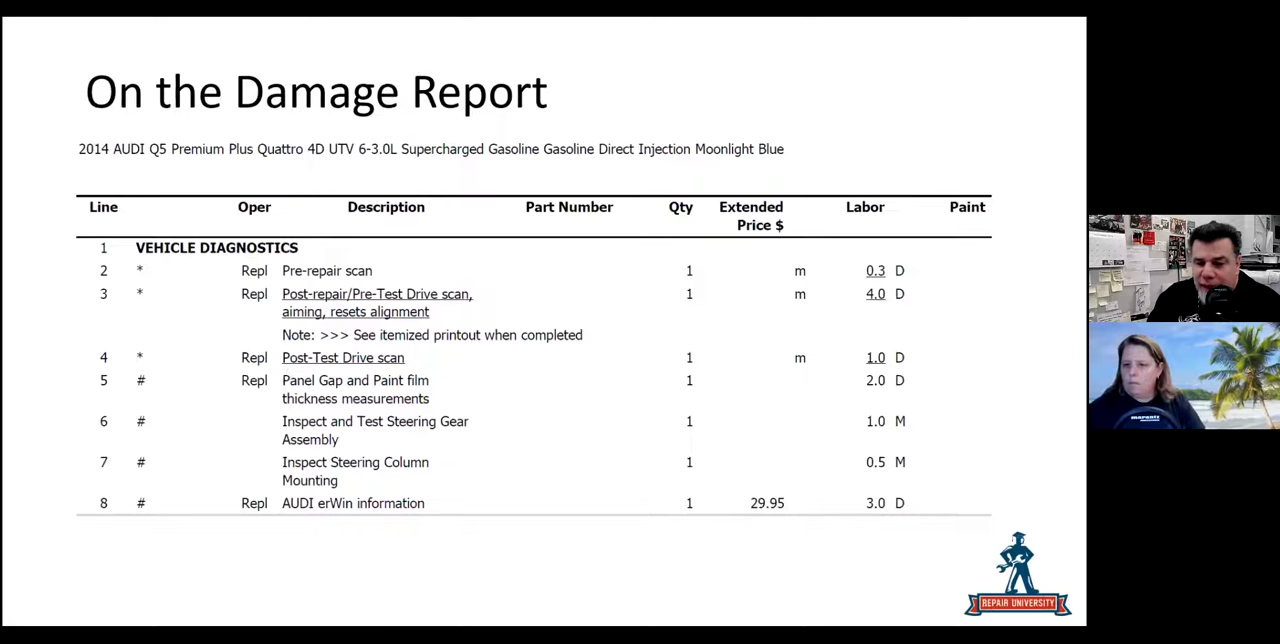 On the Damage Report
2014 AUDI Q5 Premium Plus Quattro 4D UTV 6-3.0L Supercharged Gasoline Gasoline Direct Injection Moonlight Blue
Line Oper Description Part Number Qty Extended Price $ Labor Paint
1 VEHICLE DIAGNOSTICS
2 * Repl Pre-repair scan 1 m 0.3 D
3 * Repl Post-repair/Pre-Test Drive scan, 1 m 4.0 D
aiming, resets alignment
Note: >>> See itemized printout when completed
4 * Repl Post-Test Drive scan 1 m 1.0 D
5 # Repl Panel Gap and Paint film 1 2.0 D
thickness measurements
6 # Inspect and Test Steering Gear 1 1.0 M
Assembly
7 # Inspect Steering Column 1 0.5 M
Mounting
8 # Repl AUDI erWin information 1 29.95 3.0 D
REPAIR UNIVERSITY